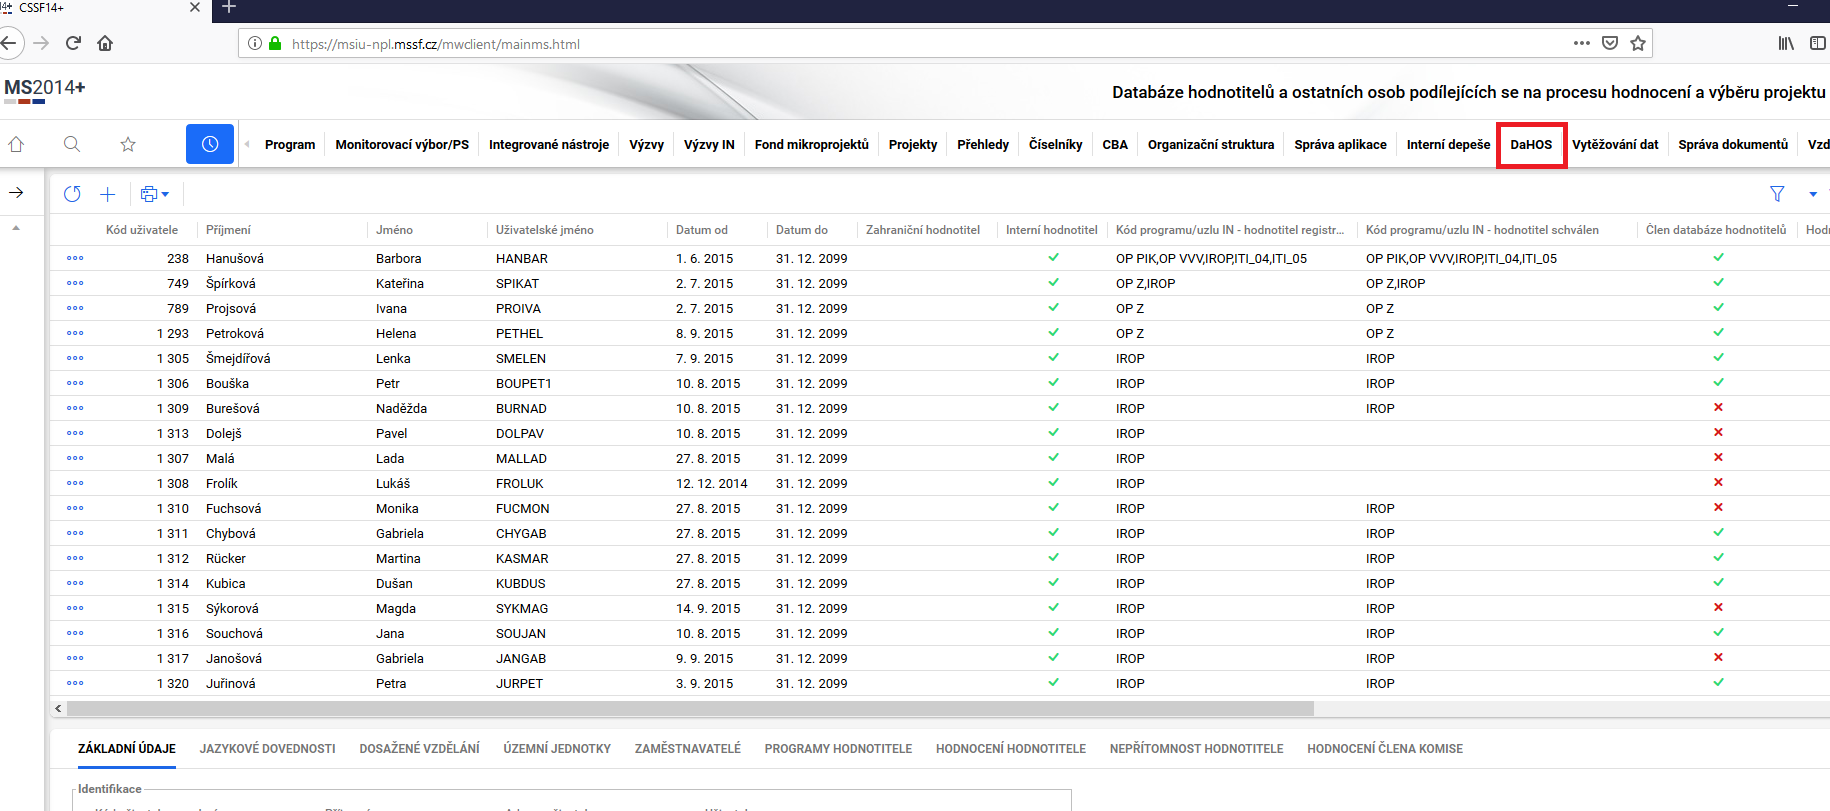 CSSF14+
https://msiu-npl.mssf.cz/mwclient/mainms.html
MS2014+
Databáze hodnotitelů a ostatních osob podílejících se na procesu hodnocení a výběru projektu
Program Monitorovací výbor/PS Integrované nástroje Výzvy Výzvy IN Fond mikroprojektů Projekty Přehledy Číselníky CBA Organizační struktura Správa aplikace Interní depeše DaHOS Vytěžování dat Správa dokumentů Vzd
Kód uživatele Příjmení Jméno Uživatelské jméno Datum od Datum do Zahraniční hodnotitel Interní hodnotitel Kód programu/uzlu IN - hodnotitel registr... Kód programu/uzlu IN - hodnotitel schválen Člen databáze hodnotitelů Hodn
238 Hanušová Barbora HANBAR 1. 6. 2015 31. 12. 2099 OP PIK,OP VVV,IROP,ITI_04,ITI_05 OP PIK,OP VVV,IROP,ITI_04,ITI_05
749 Špírková Kateřina SPIKAT 2. 7. 2015 31. 12. 2099 OP Z,IROP OP Z,IROP
789 Projsová Ivana PROIVA 2. 7. 2015 31. 12. 2099 OP Z OP Z
1 293 Petroková Helena PETHEL 8. 9. 2015 31. 12. 2099 OP Z OP Z
1 305 Šmejdířová Lenka SMELEN 7. 9. 2015 31. 12. 2099 IROP IROP
1 306 Bouška Petr BOUPET1 10. 8. 2015 31. 12. 2099 IROP IROP
1 309 Burešová Naděžda BURNAD 10. 8. 2015 31. 12. 2099 IROP IROP
1 313 Dolejš Pavel DOLPAV 10. 8. 2015 31. 12. 2099 IROP
1 307 Malá Lada MALLAD 27. 8. 2015 31. 12. 2099 IROP
1 308 Frolík Lukáš FROLUK 12. 12. 2014 31. 12. 2099 IROP
1 310 Fuchsová Monika FUCMON 27. 8. 2015 31. 12. 2099 IROP IROP
1 311 Chybová Gabriela CHYGAB 27. 8. 2015 31. 12. 2099 IROP IROP
1 312 Rücker Martina KASMAR 27. 8. 2015 31. 12. 2099 IROP IROP
1 314 Kubica Dušan KUBDUS 27. 8. 2015 31. 12. 2099 IROP IROP
1 315 Sýkorová Magda SYKMAG 14. 9. 2015 31. 12. 2099 IROP IROP
1 316 Souchová Jana SOUJAN 10. 8. 2015 31. 12. 2099 IROP IROP
1 317 Janošová Gabriela JANGAB 9. 9. 2015 31. 12. 2099 IROP IROP
1 320 Juřinová Petra JURPET 3. 9. 2015 31. 12. 2099 IROP IROP
ZÁKLADNÍ ÚDAJE JAZYKOVÉ DOVEDNOSTI DOSAŽENÉ VZDĚLÁNÍ ÚZEMNÍ JEDNOTKY ZAMĚSTNAVATELÉ PROGRAMY HODNOTITELE HODNOCENÍ HODNOTITELE NEPŘÍTOMNOST HODNOTITELE HODNOCENÍ ČLENA KOMISE
Identifikace